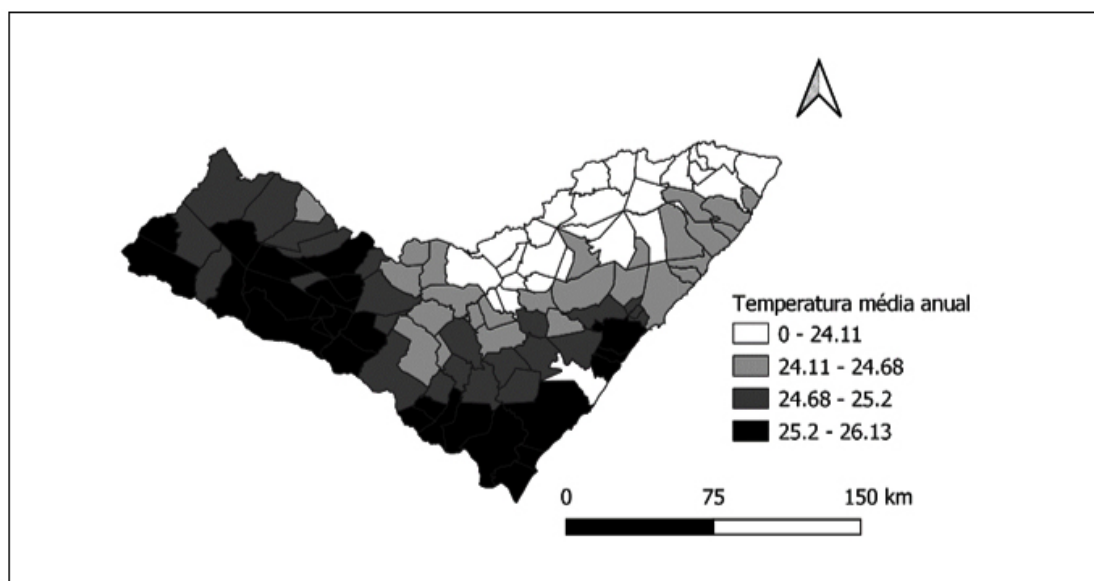 Temperatura média anual
0 - 24.11
24.11 - 24.68
24.68 - 25.2
25.2 - 26.13
0 75 150 km